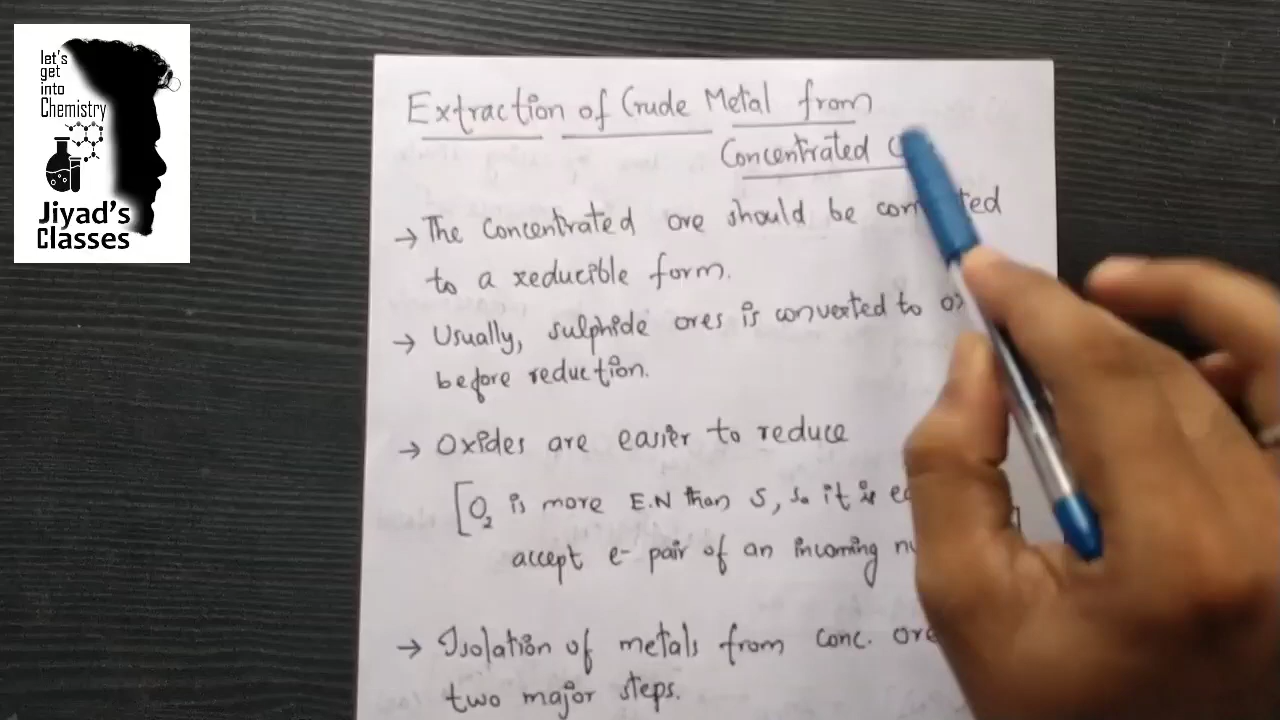 let's
get
into
Chemistry
Jiyad's
Classes
Extraction of Crude Metal from
Concentrated
→ The concentrated ore should be
to a reducible form.
→ Usually, sulphide ores is converted to
before reduction.
→ Oxides are easier to reduce
[O₂ is more E.N than S, so it is
accept e- pair of an incoming
→ Isolation of metals from conc.
two major steps.